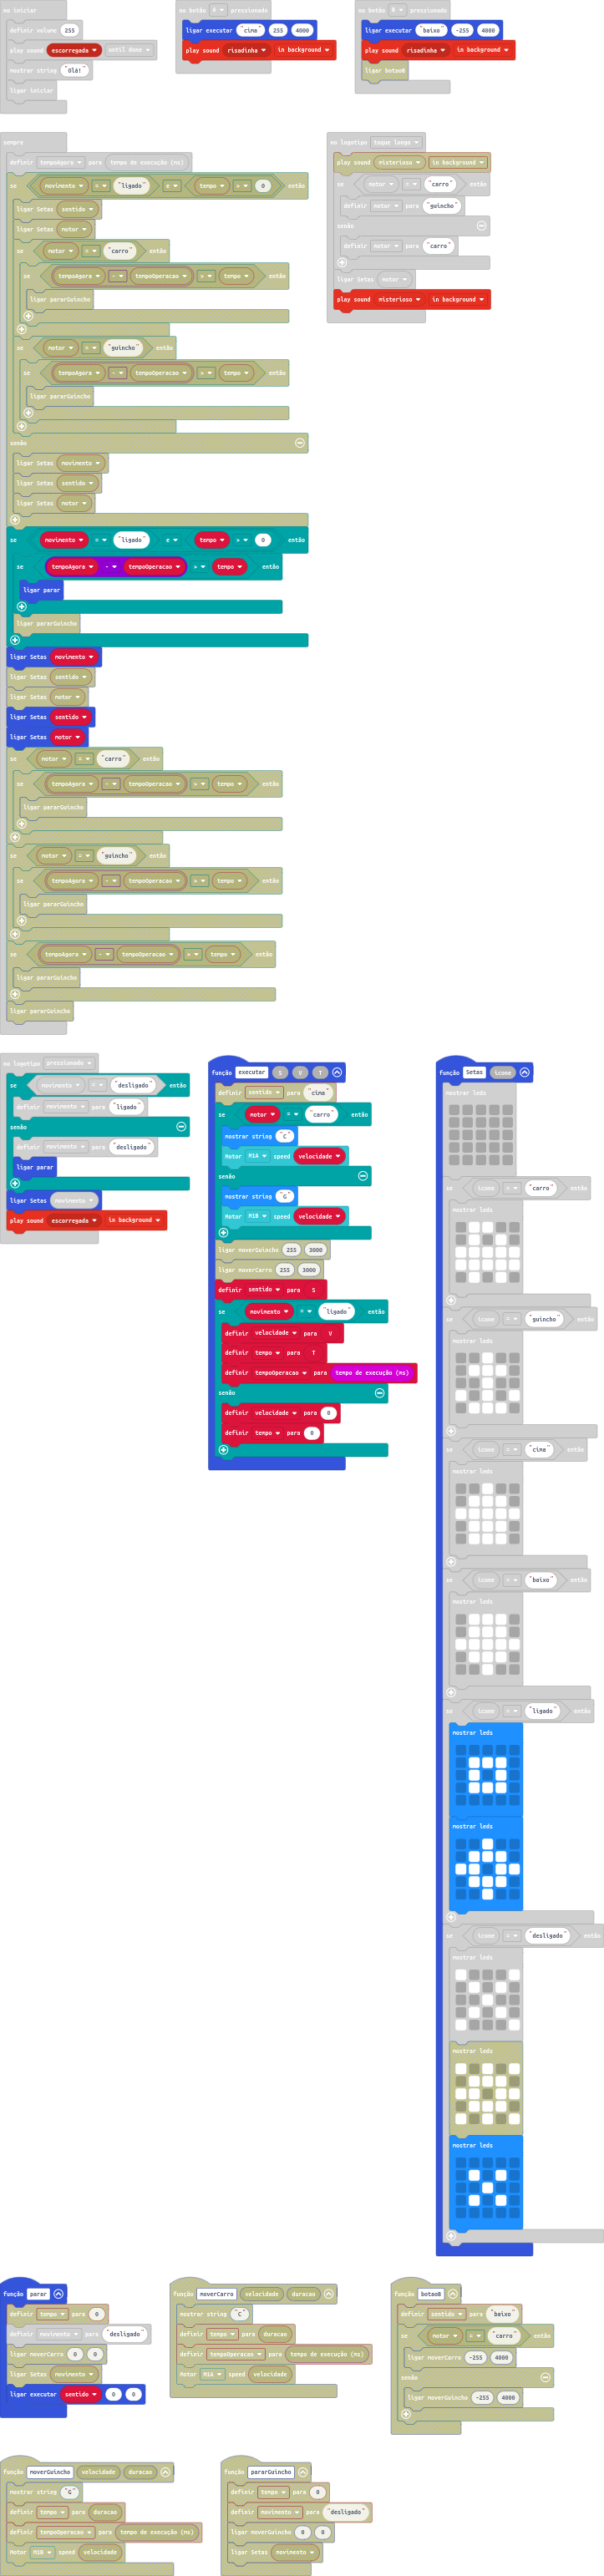 no iniciar
definir volume 255
play sound escorregada until done
mostrar string "Olá!"
ligar iniciar
no botão A pressionado
ligar executar "cima" 255 4000
play sound risadinha in background
no botão B pressionado
ligar executar "baixo" -255 4000
play sound risadinha in background
ligar botaoB
sempre
definir tempoAgora para tempo de execução (ms)
se movimento = "ligado" e tempo > 0 então
ligar Setas sentido
ligar Setas motor
se motor = "carro" então
se tempoAgora - tempoOperacao > tempo então
ligar pararGuincho
se motor = "guincho" então
se tempoAgora - tempoOperacao > tempo então
ligar pararGuincho
senão
ligar Setas movimento
ligar Setas sentido
ligar Setas motor
se movimento = "ligado" e tempo > 0 então
se tempoAgora - tempoOperacao > tempo então
ligar parar
ligar pararGuincho
ligar Setas movimento
ligar Setas sentido
ligar Setas motor
ligar Setas sentido
ligar Setas motor
se motor = "carro" então
se tempoAgora - tempoOperacao > tempo então
ligar pararGuincho
se motor = "guincho" então
se tempoAgora - tempoOperacao > tempo então
ligar pararGuincho
se tempoAgora - tempoOperacao > tempo então
ligar pararGuincho
ligar pararGuincho
no logotipo toque longo
play sound misterioso in background
se motor = "carro" então
definir motor para "guincho"
senão
definir motor para "carro"
ligar Setas motor
play sound misterioso in background
no logotipo pressionado
se movimento = "desligado" então
definir movimento para "ligado"
senão
definir movimento para "desligado"
ligar parar
ligar Setas movimento
play sound escorregada in background
função executar S V T
definir sentido para "cima"
se motor = "carro" então
mostrar string "C"
Motor M1A speed velocidade
senão
mostrar string "G"
Motor M1B speed velocidade
ligar moverGuincho 255 3000
ligar moverCarro 255 3000
definir sentido para S
se movimento = "ligado" então
definir velocidade para V
definir tempo para T
definir tempoOperacao para tempo de execução (ms)
senão
definir velocidade para 0
definir tempo para 0
função Setas icone
mostrar leds
se icone = "carro" então
mostrar leds
se icone = "guincho" então
mostrar leds
se icone = "cima" então
mostrar leds
se icone = "baixo" então
mostrar leds
se icone = "ligado" então
mostrar leds
mostrar leds
se icone = "desligado" então
mostrar leds
mostrar leds
mostrar leds
função parar
definir tempo para 0
definir movimento para "desligado"
ligar moverCarro 0 0
ligar Setas movimento
ligar executar sentido 0 0
função moverCarro velocidade duracao
mostrar string "C"
definir tempo para duracao
definir tempoOperacao para tempo de execução (ms)
Motor M1A speed velocidade
função botaoB
definir sentido para "baixo"
se motor = "carro" então
ligar moverCarro -255 4000
senão
ligar moverGuincho -255 4000
função moverGuincho velocidade duracao
mostrar string "G"
definir tempo para duracao
definir tempoOperacao para tempo de execução (ms)
Motor M1B speed velocidade
função pararGuincho
definir tempo para 0
definir movimento para "desligado"
ligar moverGuincho 0 0
ligar Setas movimento